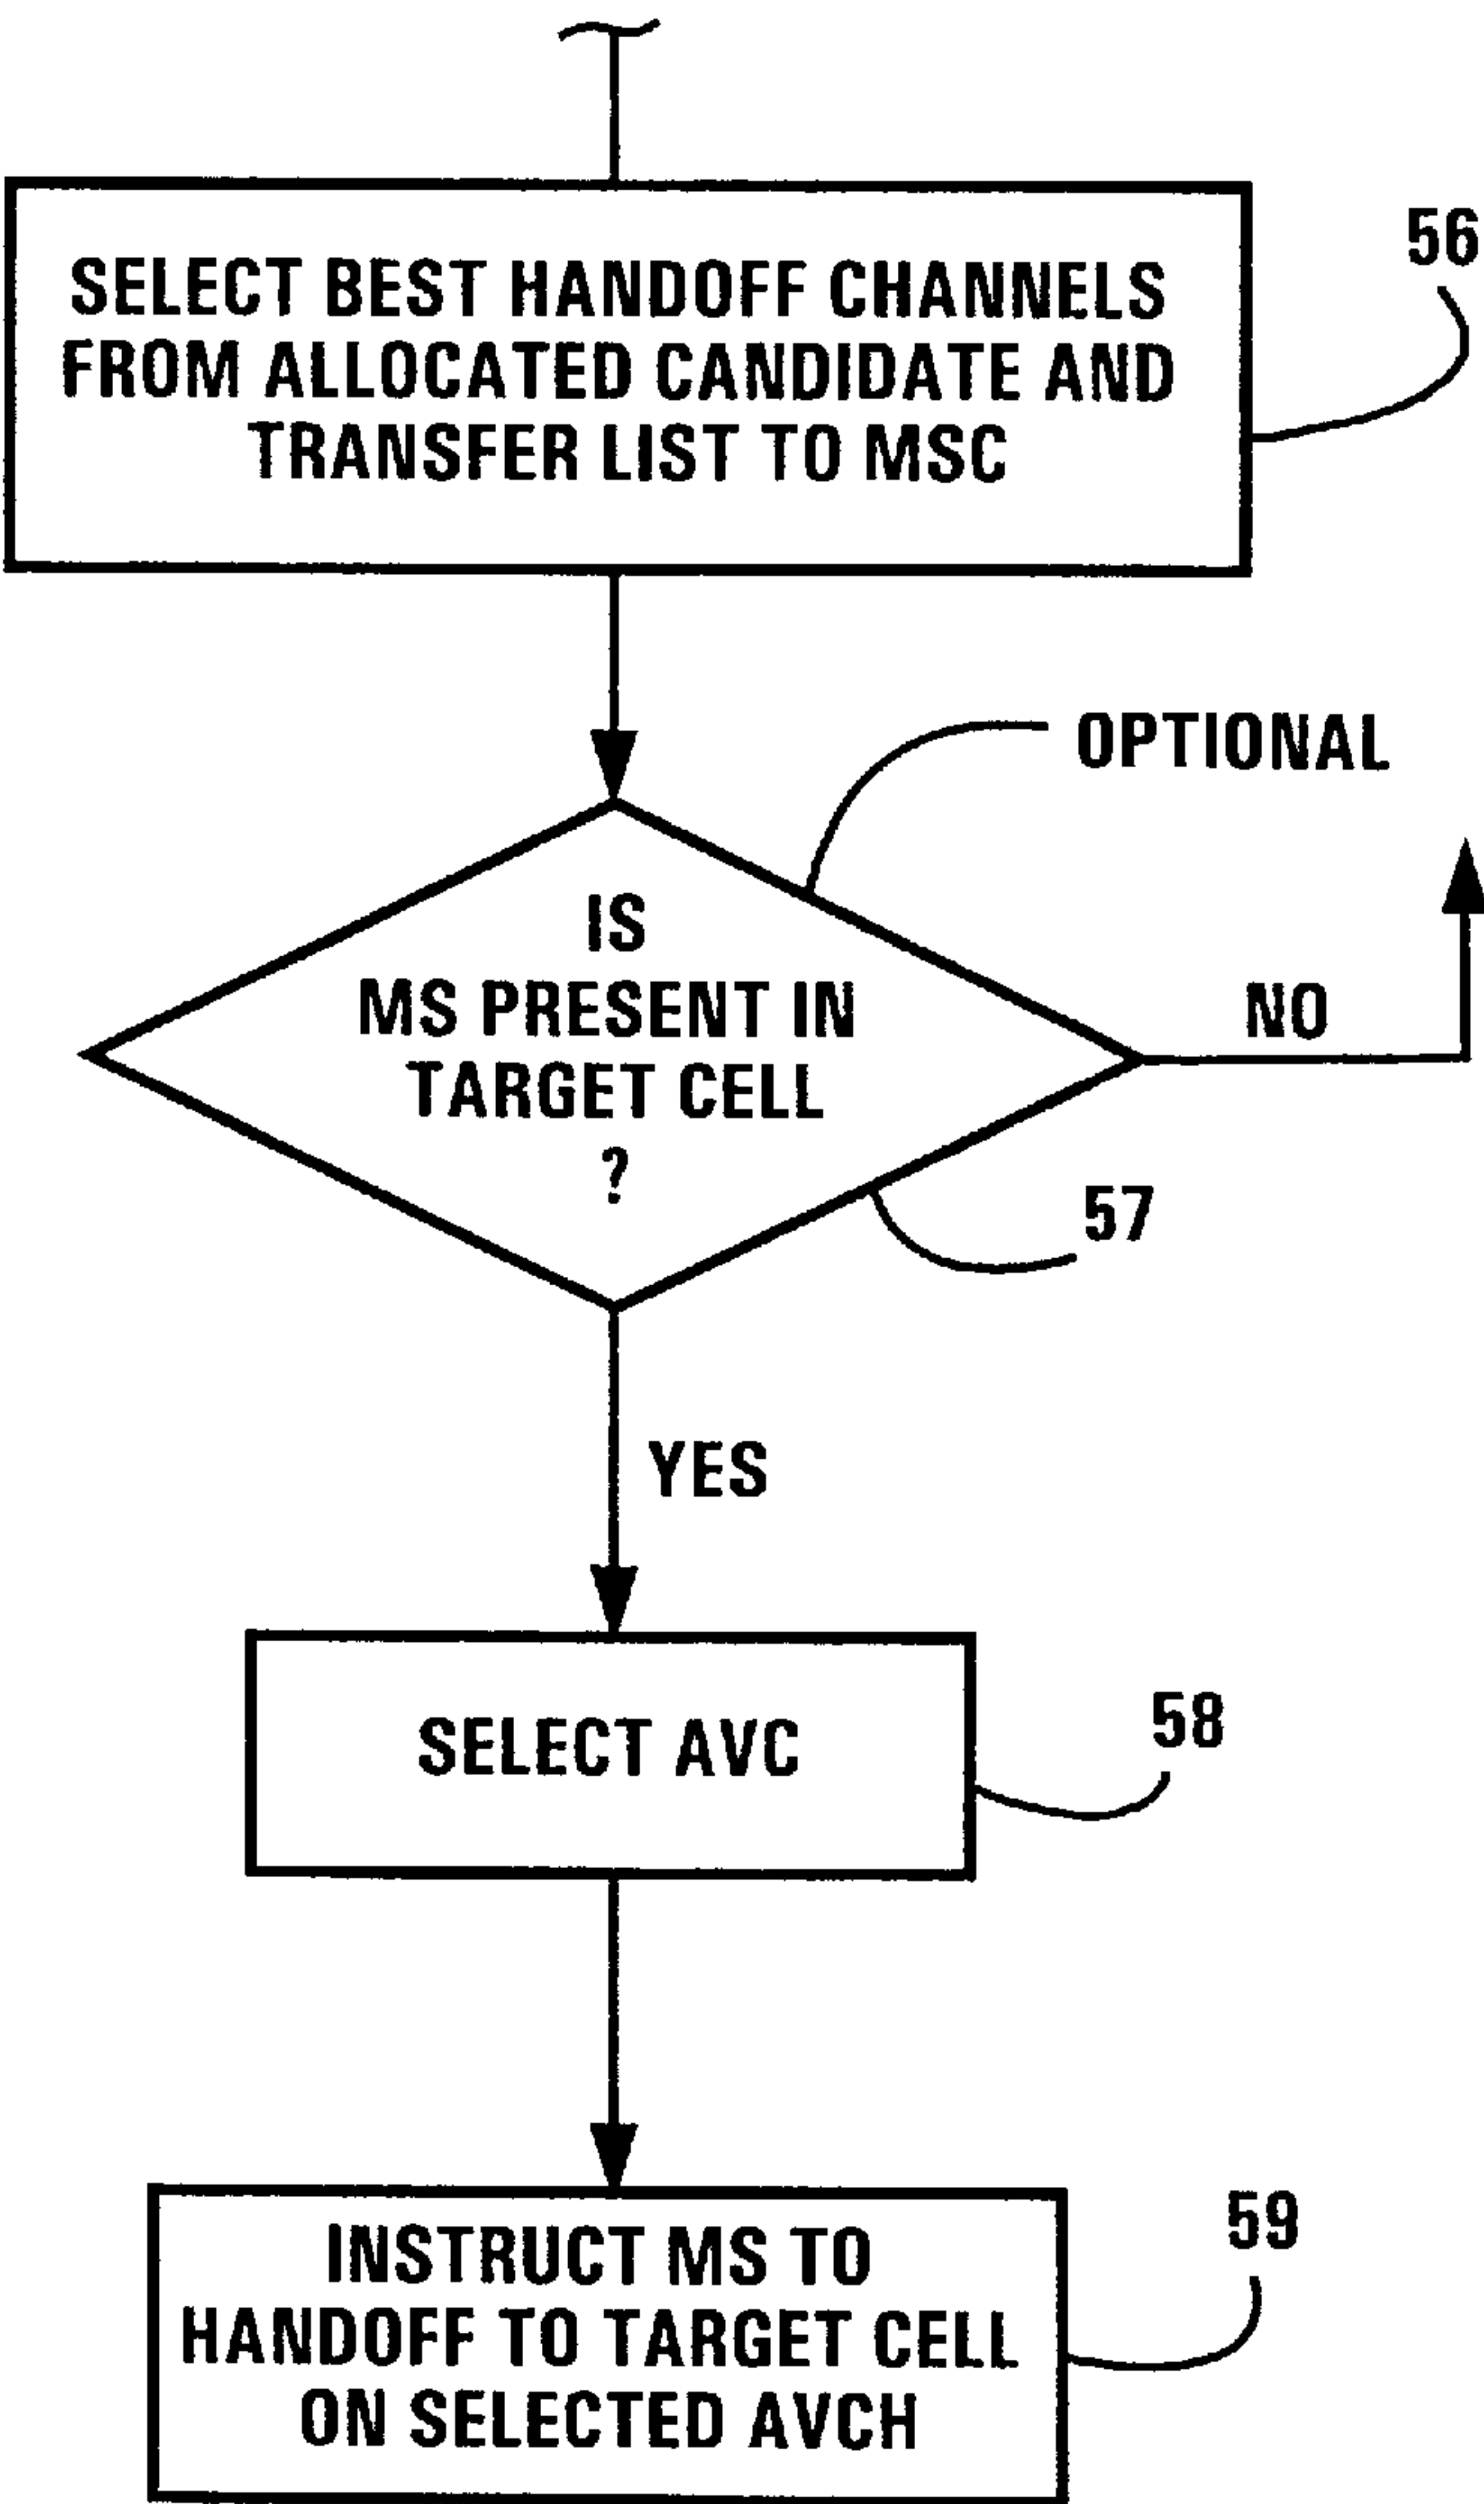 56
SELECT BEST HANDOFF CHANNELS
FROM ALLOCATED CANDIDATE AND
TRANSFER LIST TO MSC
OPTIONAL
IS
MS PRESENT IN
TARGET CELL
?
NO
57
YES
SELECT AVC
58
59
INSTRUCT MS TO
HANDOFF TO TARGET CELL
ON SELECTED AVCH